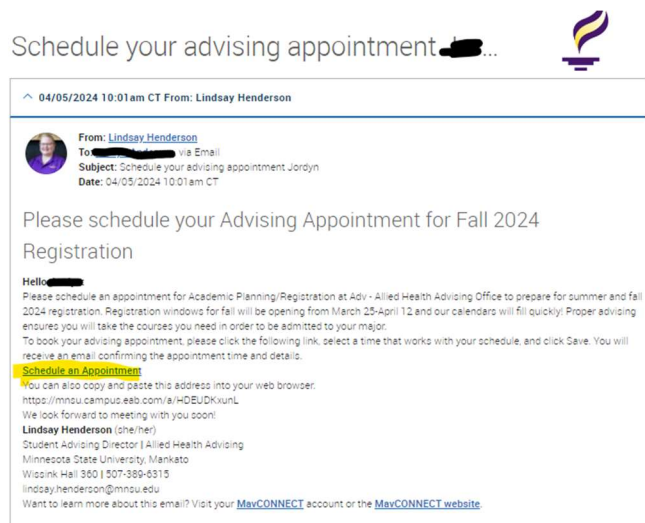 Schedule your advising appointment ...
04/05/2024 10:01am CT From: Lindsay Henderson
From: Lindsay Henderson
To: via Email
Subject: Schedule your advising appointment Jordyn
Date: 04/05/2024 10:01am CT
Please schedule your Advising Appointment for Fall 2024
Registration
Hello
Please schedule an appointment for Academic Planning/Registration at Adv - Allied Health Advising Office to prepare for summer and fall
2024 registration. Registration windows for fall will be opening from March 25-April 12 and our calendars will fill quickly! Proper advising
ensures you will take the courses you need in order to be admitted to your major.
To book your advising appointment, please click the following link, select a time that works with your schedule, and click Save. You will
receive an email confirming the appointment time and details.
Schedule an Appointment
You can also copy and paste this address into your web browser.
https://mnsu.campus.eab.com/a/HDEUDKxunL
We look forward to meeting with you soon!
Lindsay Henderson (she/her)
Student Advising Director | Allied Health Advising
Minnesota State University, Mankato
Wissink Hall 360 | 507-389-6315
lindsay.henderson@mnsu.edu
Want to learn more about this email? Visit your MavCONNECT account or the MavCONNECT website.